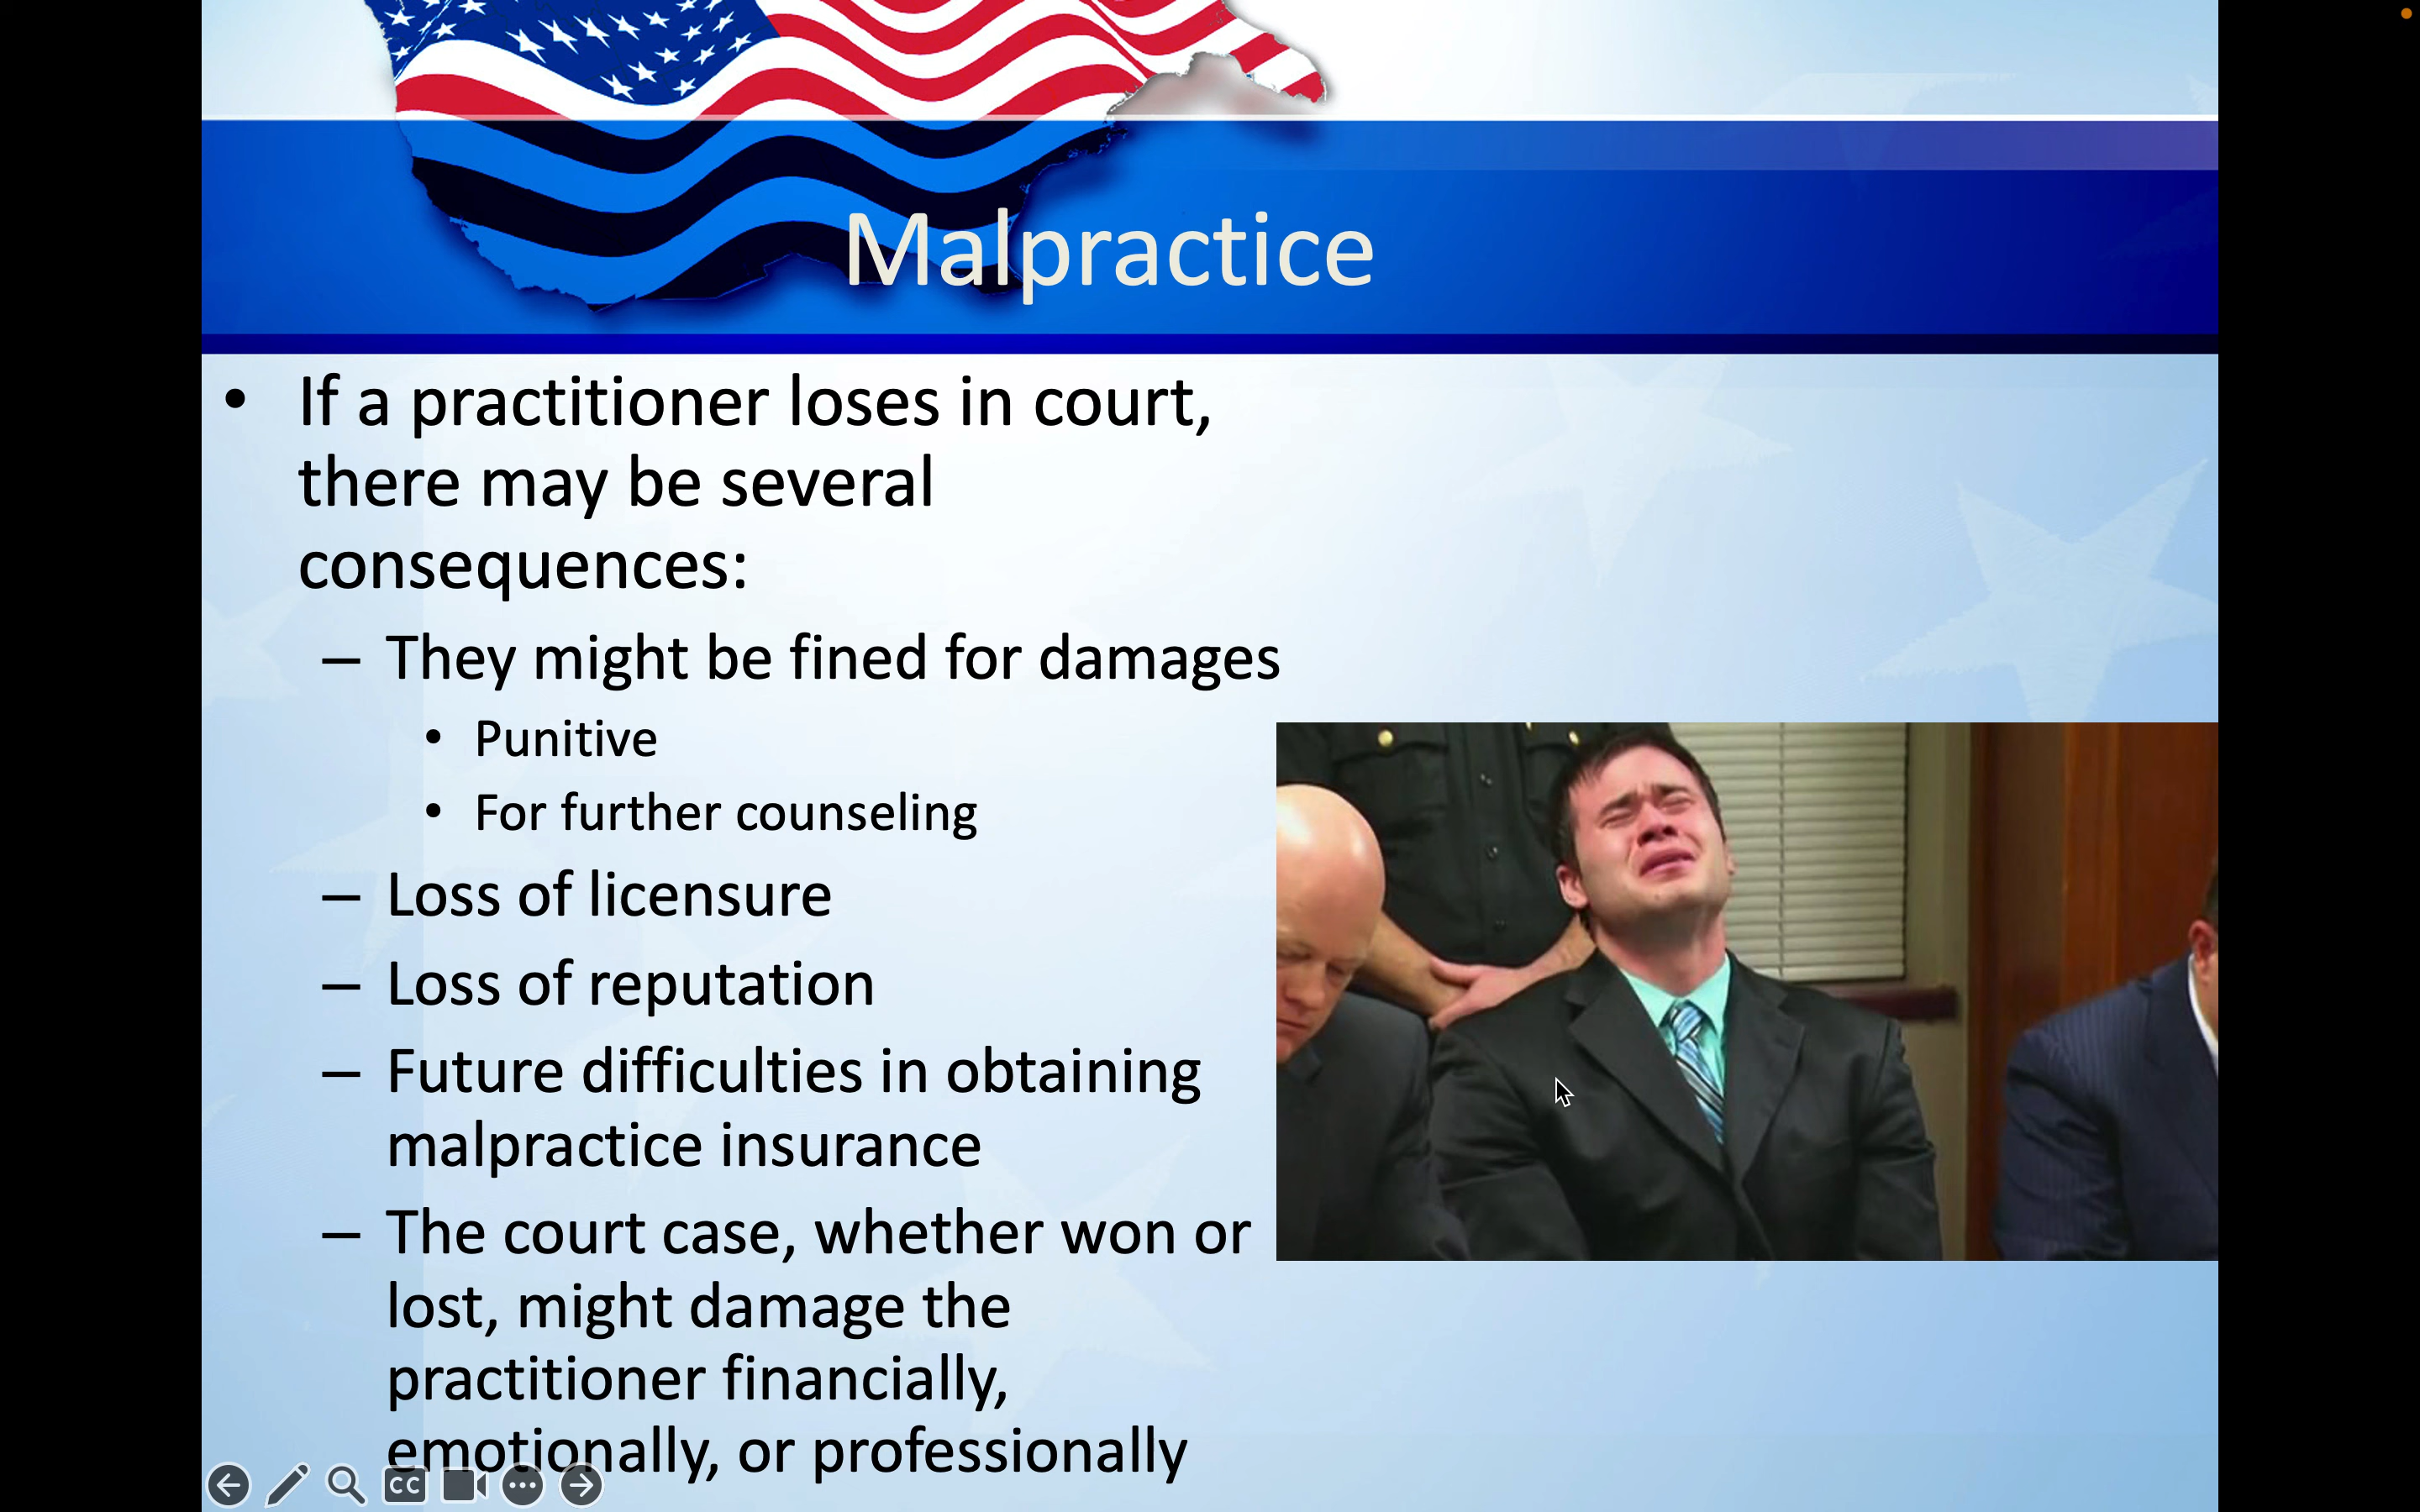 Malpractice
• If a practitioner loses in court,
there may be several
consequences:
– They might be fined for damages
• Punitive
• For further counseling
– Loss of licensure
– Loss of reputation
– Future difficulties in obtaining
malpractice insurance
– The court case, whether won or
lost, might damage the
practitioner financially,
emotionally, or professionally
CC